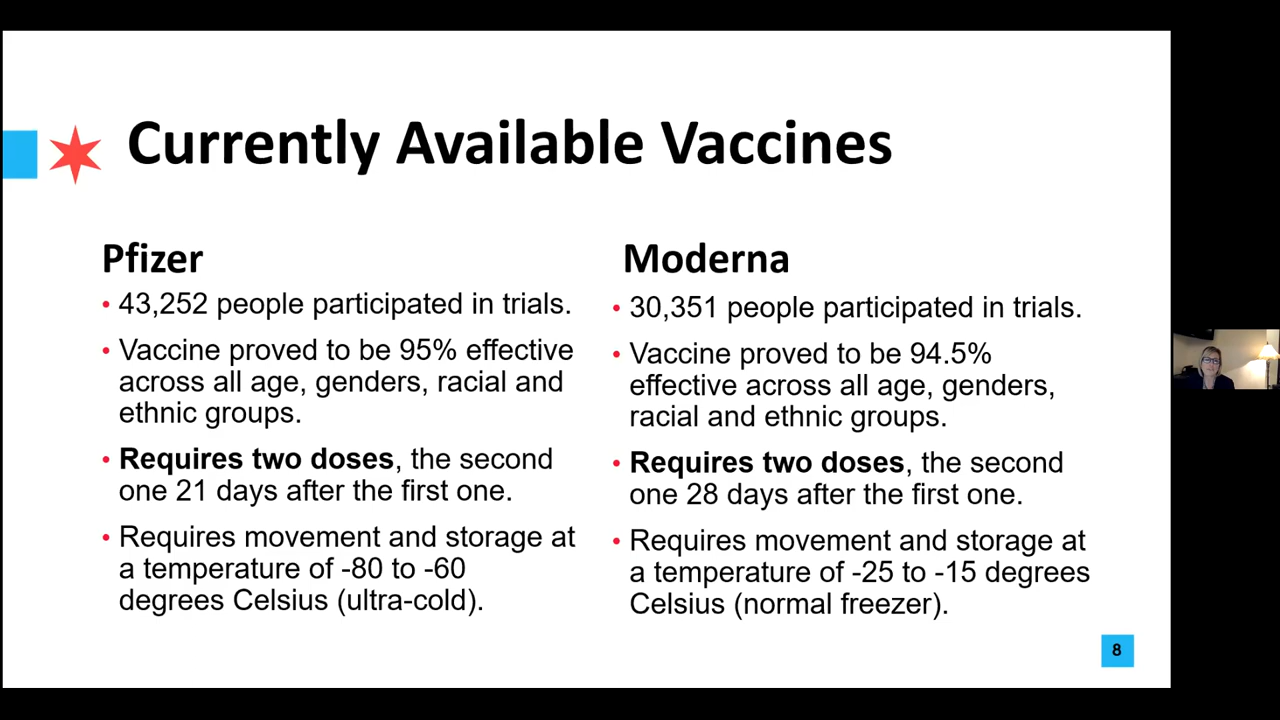 Currently Available Vaccines
Pfizer
• 43,252 people participated in trials.
• Vaccine proved to be 95% effective
across all age, genders, racial and
ethnic groups.
• Requires two doses, the second
one 21 days after the first one.
• Requires movement and storage at
a temperature of -80 to -60
degrees Celsius (ultra-cold).
Moderna
• 30,351 people participated in trials.
• Vaccine proved to be 94.5%
effective across all age, genders,
racial and ethnic groups.
• Requires two doses, the second
one 28 days after the first one.
• Requires movement and storage at
a temperature of -25 to -15 degrees
Celsius (normal freezer).
8